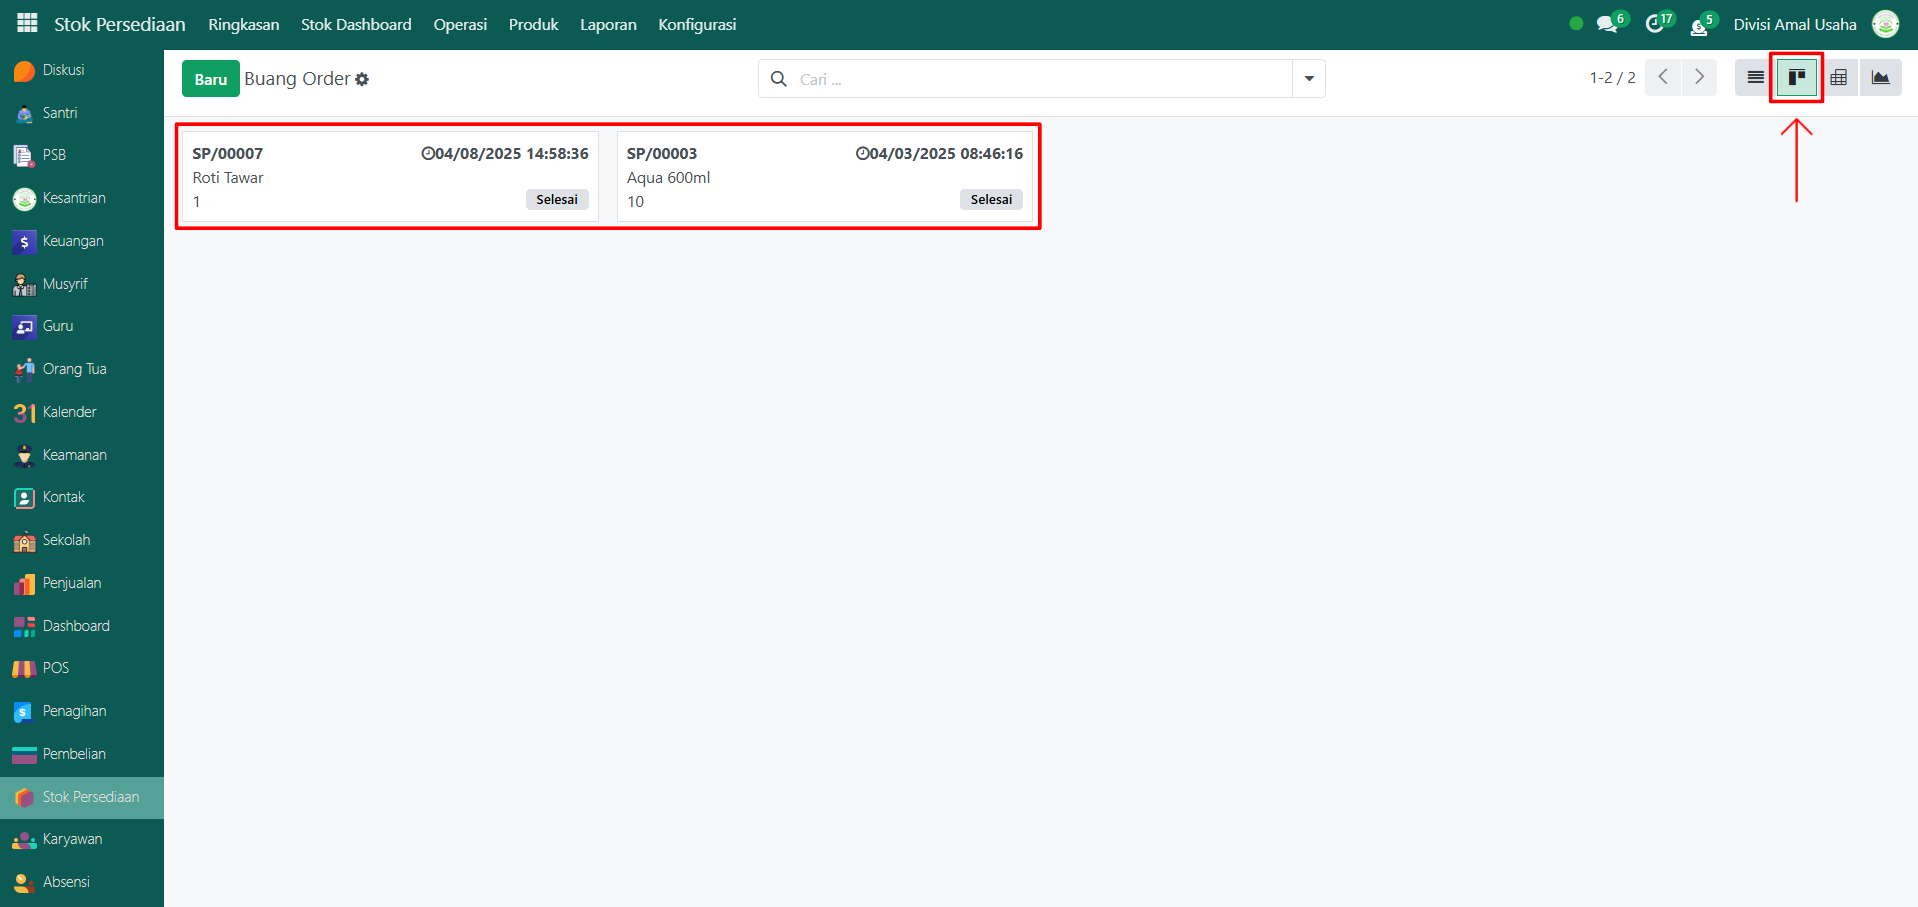 Stok Persediaan Ringkasan Stok Dashboard Operasi Produk Laporan Konfigurasi 6 17 5 Divisi Amal Usaha
Baru Buang Order Cari ... 1-2 / 2
SP/00007 04/08/2025 14:58:36
Roti Tawar
1 Selesai
SP/00003 04/03/2025 08:46:16
Aqua 600ml
10 Selesai
Diskusi
Santri
PSB
Kesantrian
Keuangan
Musyrif
Guru
Orang Tua
31 Kalender
Keamanan
Kontak
Sekolah
Penjualan
Dashboard
POS
Penagihan
Pembelian
Stok Persediaan
Karyawan
Absensi